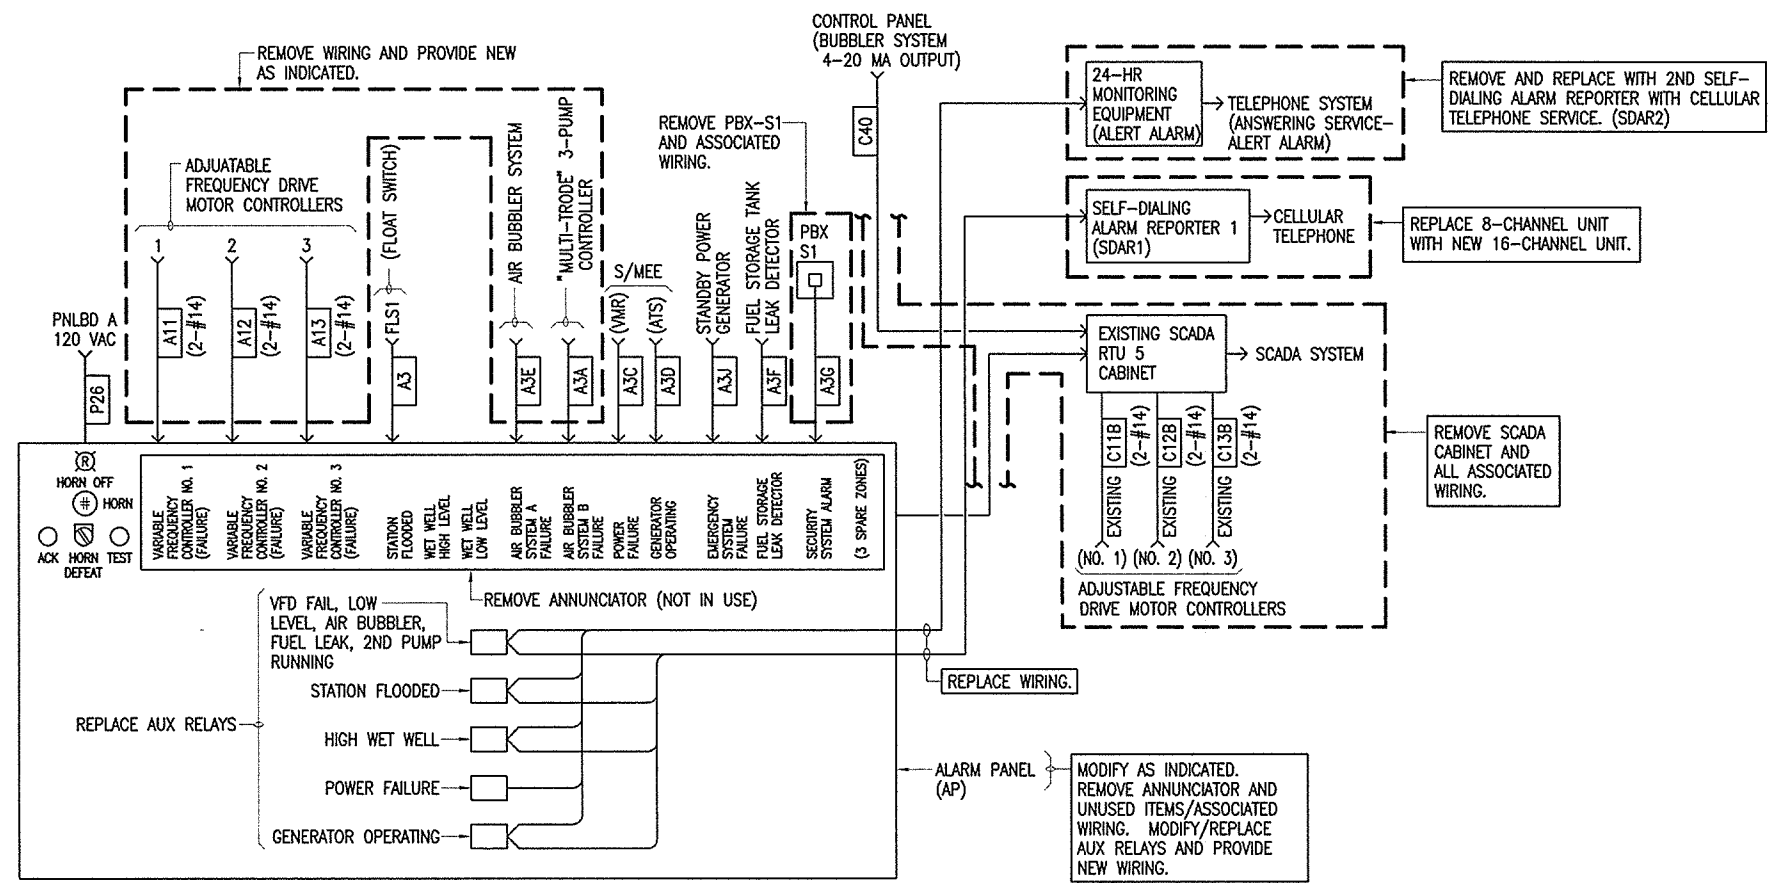 CONTROL PANEL
(BUBBLER SYSTEM
4-20 MA OUTPUT)
C40
REMOVE WIRING AND PROVIDE NEW
AS INDICATED.
ADJUATABLE
FREQUENCY DRIVE
MOTOR CONTROLLERS
1
2
3
A11
(2-#14)
A12
(2-#14)
A13
(2-#14)
PNLBD A
120 VAC
P26
(FLOAT SWITCH)
FLS1
A3
AIR BUBBLER SYSTEM
A3E
"MULTI-TRODE" 3-PUMP
CONTROLLER
A3A
S/MEE
(VMR)
(ATS)
A3C
A3D
STANDBY POWER
GENERATOR
A3J
FUEL STORAGE TANK
LEAK DETECTOR
A3F
REMOVE PBX-S1
AND ASSOCIATED
WIRING.
PBX
S1
A3G
24-HR
MONITORING
EQUIPMENT
(ALERT ALARM)
TELEPHONE SYSTEM
(ANSWERING SERVICE-
ALERT ALARM)
REMOVE AND REPLACE WITH 2ND SELF-
DIALING ALARM REPORTER WITH CELLULAR
TELEPHONE SERVICE. (SDAR2)
SELF-DIALING
ALARM REPORTER 1
(SDAR1)
CELLULAR
TELEPHONE
REPLACE 8-CHANNEL UNIT
WITH NEW 16-CHANNEL UNIT.
EXISTING SCADA
RTU 5
CABINET
SCADA SYSTEM
EXISTING
C11B
(2-#14)
EXISTING
C12B
(2-#14)
EXISTING
C13B
(2-#14)
(NO. 1) (NO. 2) (NO. 3)
ADJUSTABLE FREQUENCY
DRIVE MOTOR CONTROLLERS
REMOVE SCADA
CABINET AND
ALL ASSOCIATED
WIRING.
R
HORN OFF
#
HORN
ACK HORN TEST
DEFEAT
VARIABLE
FREQUENCY
CONTROLLER NO. 1
(FAILURE)
VARIABLE
FREQUENCY
CONTROLLER NO. 2
(FAILURE)
VARIABLE
FREQUENCY
CONTROLLER NO. 3
(FAILURE)
STATION
FLOODED
WET WELL
HIGH LEVEL
WET WELL
LOW LEVEL
AIR BUBBLER
SYSTEM A
FAILURE
AIR BUBBLER
SYSTEM B
FAILURE
POWER
FAILURE
GENERATOR
OPERATING
EMERGENCY
SYSTEM
FAILURE
FUEL STORAGE
LEAK DETECTOR
SECURITY
SYSTEM ALARM
(3 SPARE ZONES)
REMOVE ANNUNCIATOR (NOT IN USE)
VFD FAIL, LOW
LEVEL, AIR BUBBLER,
FUEL LEAK, 2ND PUMP
RUNNING
STATION FLOODED
REPLACE AUX RELAYS
HIGH WET WELL
POWER FAILURE
GENERATOR OPERATING
REPLACE WIRING.
ALARM PANEL
(AP)
MODIFY AS INDICATED.
REMOVE ANNUNCIATOR AND
UNUSED ITEMS/ASSOCIATED
WIRING. MODIFY/REPLACE
AUX RELAYS AND PROVIDE
NEW WIRING.